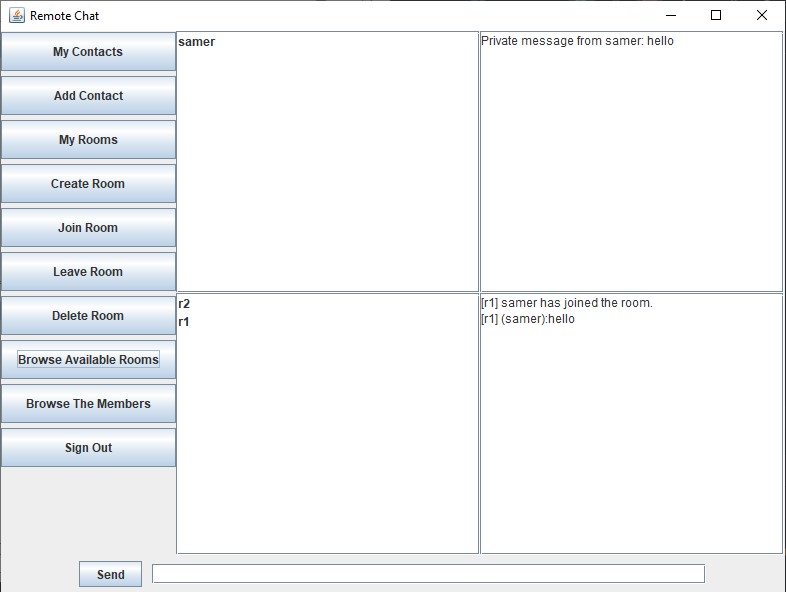 Remote Chat
My Contacts
Add Contact
My Rooms
Create Room
Join Room
Leave Room
Delete Room
Browse Available Rooms
Browse The Members
Sign Out
samer
Private message from samer: hello
r2
r1
[r1] samer has joined the room.
[r1] (samer):hello
Send